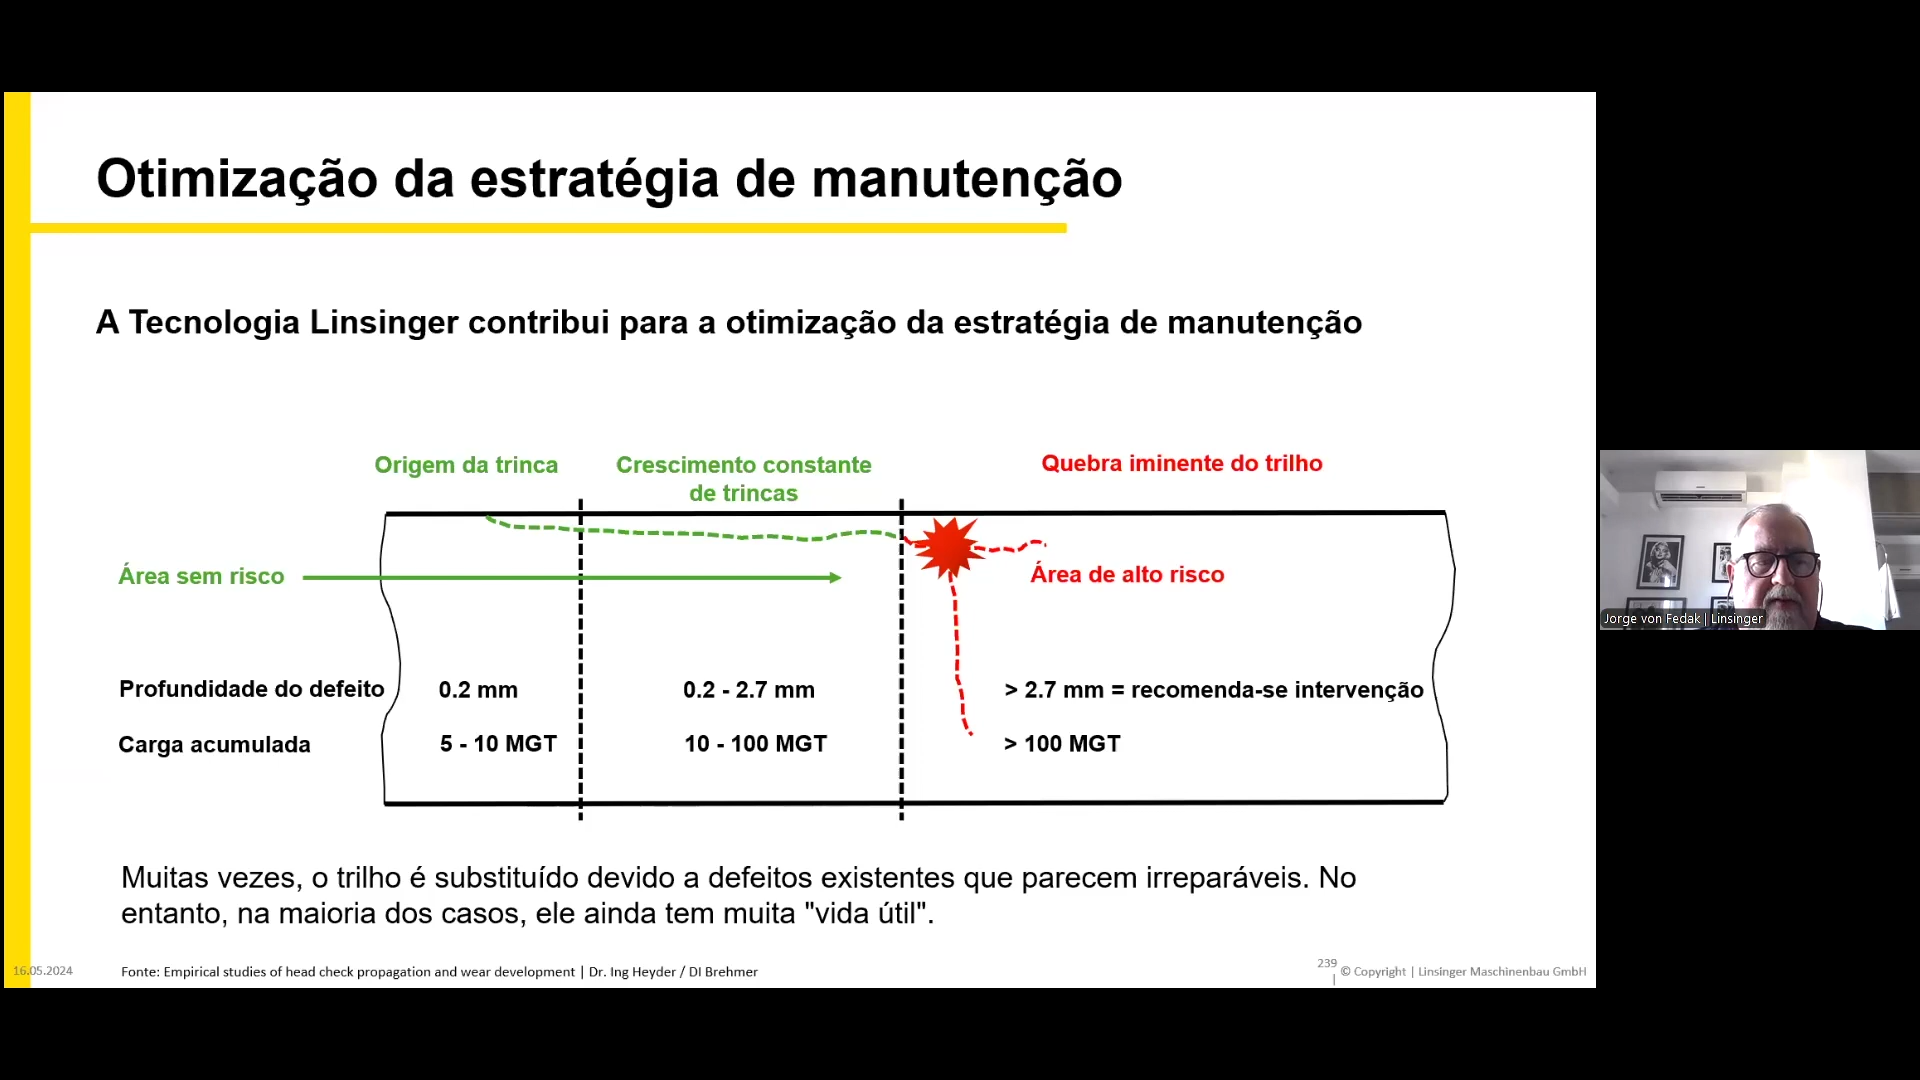 Otimização da estratégia de manutenção
A Tecnologia Linsinger contribui para a otimização da estratégia de manutenção
Origem da trinca
Crescimento constante
de trincas
Quebra iminente do trilho
Área sem risco
Área de alto risco
Profundidade do defeito
0.2 mm
0.2 - 2.7 mm
> 2.7 mm = recomenda-se intervenção
Carga acumulada
5 - 10 MGT
10 - 100 MGT
> 100 MGT
Muitas vezes, o trilho é substituído devido a defeitos existentes que parecem irreparáveis. No
entanto, na maioria dos casos, ele ainda tem muita "vida útil".
16.05.2024
Fonte: Empirical studies of head check propagation and wear development | Dr. Ing Heyder / DI Brehmer
239
| © Copyright | Linsinger Maschinenbau GmbH
Jorge von Fedak | Linsinger